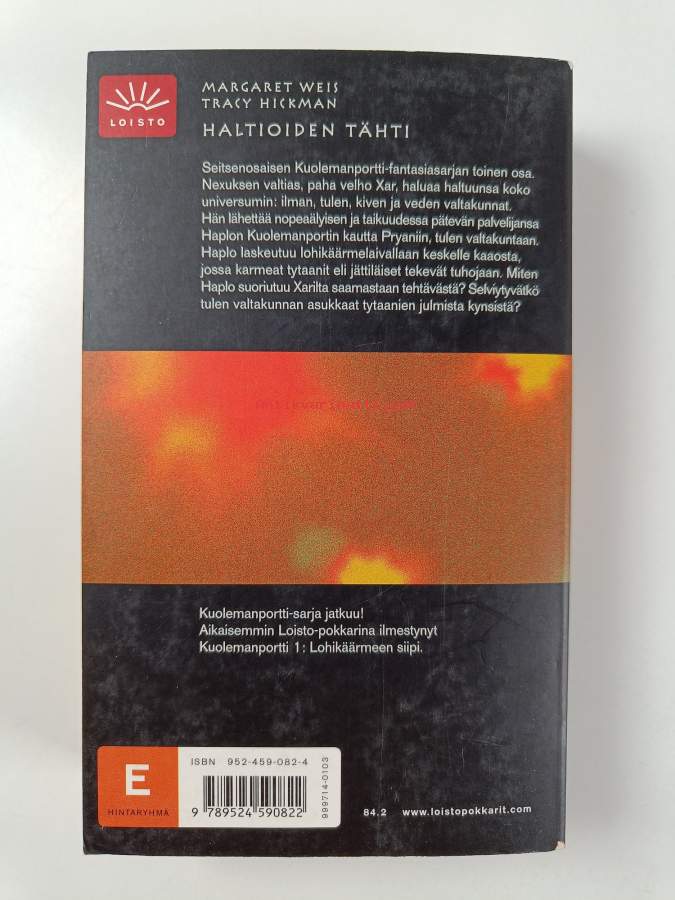 LOISTO
MARGARET WEIS
TRACY HICKMAN
HALTIOIDEN TÄHTI
Seitsenosaisen Kuolemanportti-fantasiasarjan toinen osa.
Nexuksen valtias, paha velho Xar, haluaa haltuunsa koko
universumin: ilman, tulen, kiven ja veden valtakunnat.
Hän lähettää nopeaälyisen ja taikuudessa pätevän palvelijansa
Haplon Kuolemanportin kautta Pryaniin, tulen valtakuntaan.
Haplo laskeutuu lohikäärmelaivallaan keskelle kaaosta,
jossa karmeat tytaanit eli jättiläiset tekevät tuhojaan. Miten
Haplo suoriutuu Xarilta saamastaan tehtävästä? Selviytyvätkö
tulen valtakunnan asukkaat tytaanien julmista kynsistä?
Kuolemanportti-sarja jatkuu!
Aikaisemmin Loisto-pokkarina ilmestynyt
Kuolemanportti 1: Lohikäärmeen siipi.
E
HINTARYHMÄ
ISBN 952-459-082-4
9 789524 590822
999714-0103
84.2 www.loistopokkarit.com